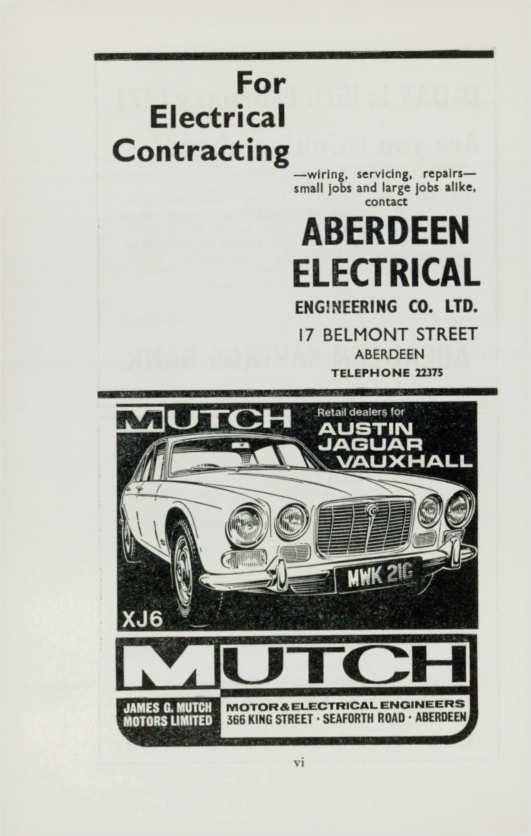 For
Electrical
Contracting
—wiring, servicing, repairs—
small jobs and large jobs alike,
contact
ABERDEEN
ELECTRICAL
ENGINEERING CO. LTD.
17 BELMONT STREET
ABERDEEN
TELEPHONE 22375
MUTCH
Retail dealers for
AUSTIN
JAGUAR
VAUXHALL
MWK 21G
XJ6
MUTCH
JAMES G. MUTCH
MOTORS LIMITED
MOTOR & ELECTRICAL ENGINEERS
366 KING STREET · SEAFORTH ROAD · ABERDEEN
vi